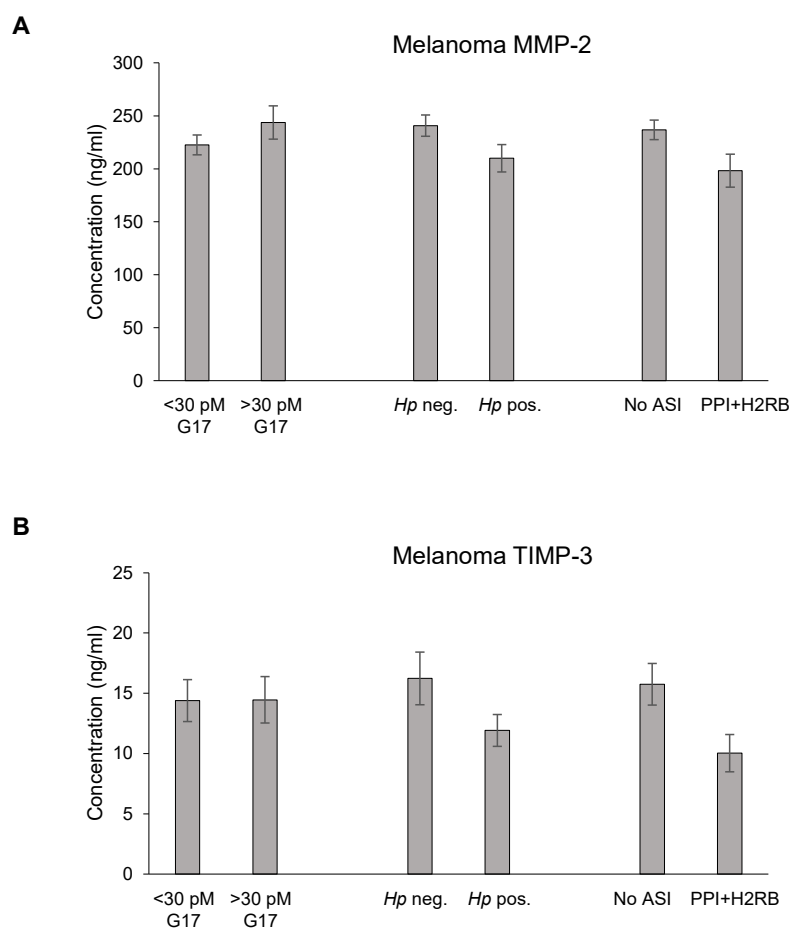 A
Melanoma MMP-2
Concentration (ng/ml)
300
250
200
150
100
50
0
<30 pM >30 pM Hp neg. Hp pos. No ASI PPI+H2RB
G17 G17
B
Melanoma TIMP-3
Concentration (ng/ml)
25
20
15
10
5
0
<30 pM >30 pM Hp neg. Hp pos. No ASI PPI+H2RB
G17 G17